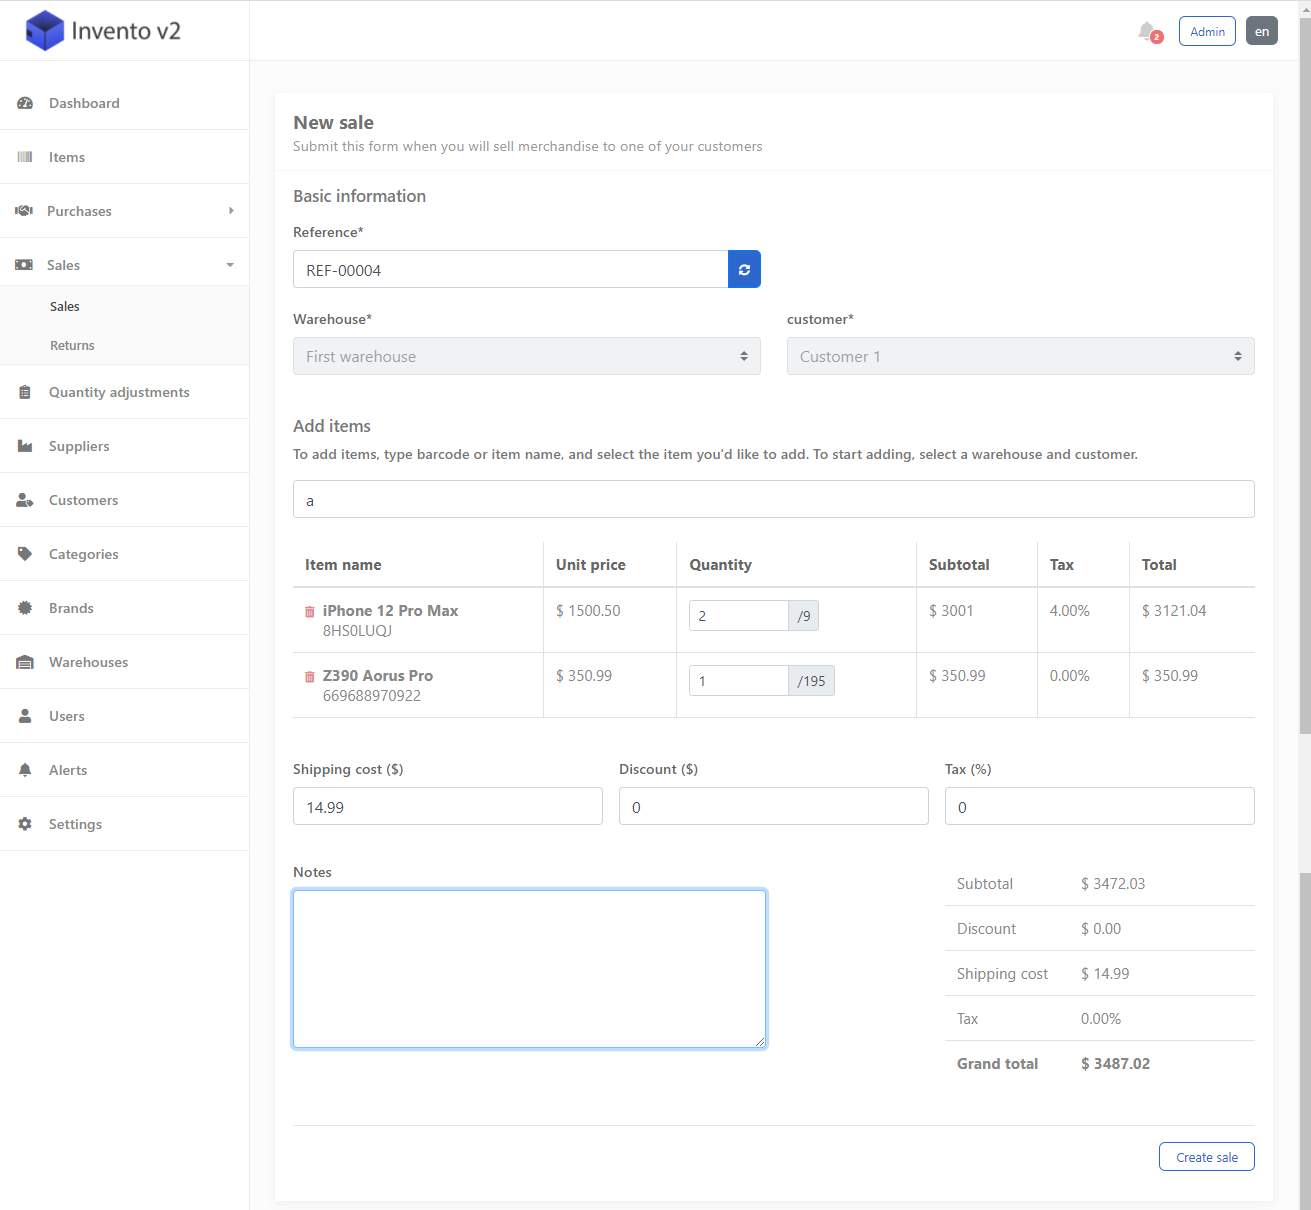 Invento v2
2
Admin
en
Dashboard
Items
Purchases
Sales
Sales
Returns
Quantity adjustments
Suppliers
Customers
Categories
Brands
Warehouses
Users
Alerts
Settings
New sale
Submit this form when you will sell merchandise to one of your customers
Basic information
Reference*
REF-00004
Warehouse* customer*
First warehouse Customer 1
Add items
To add items, type barcode or item name, and select the item you'd like to add. To start adding, select a warehouse and customer.
a
Item name Unit price Quantity Subtotal Tax Total
iPhone 12 Pro Max $ 1500.50 2 /9 $ 3001 4.00% $ 3121.04
8HS0LUQJ
Z390 Aorus Pro $ 350.99 1 /195 $ 350.99 0.00% $ 350.99
669688970922
Shipping cost ($) Discount ($) Tax (%)
14.99 0 0
Notes
Subtotal $ 3472.03
Discount $ 0.00
Shipping cost $ 14.99
Tax 0.00%
Grand total $ 3487.02
Create sale